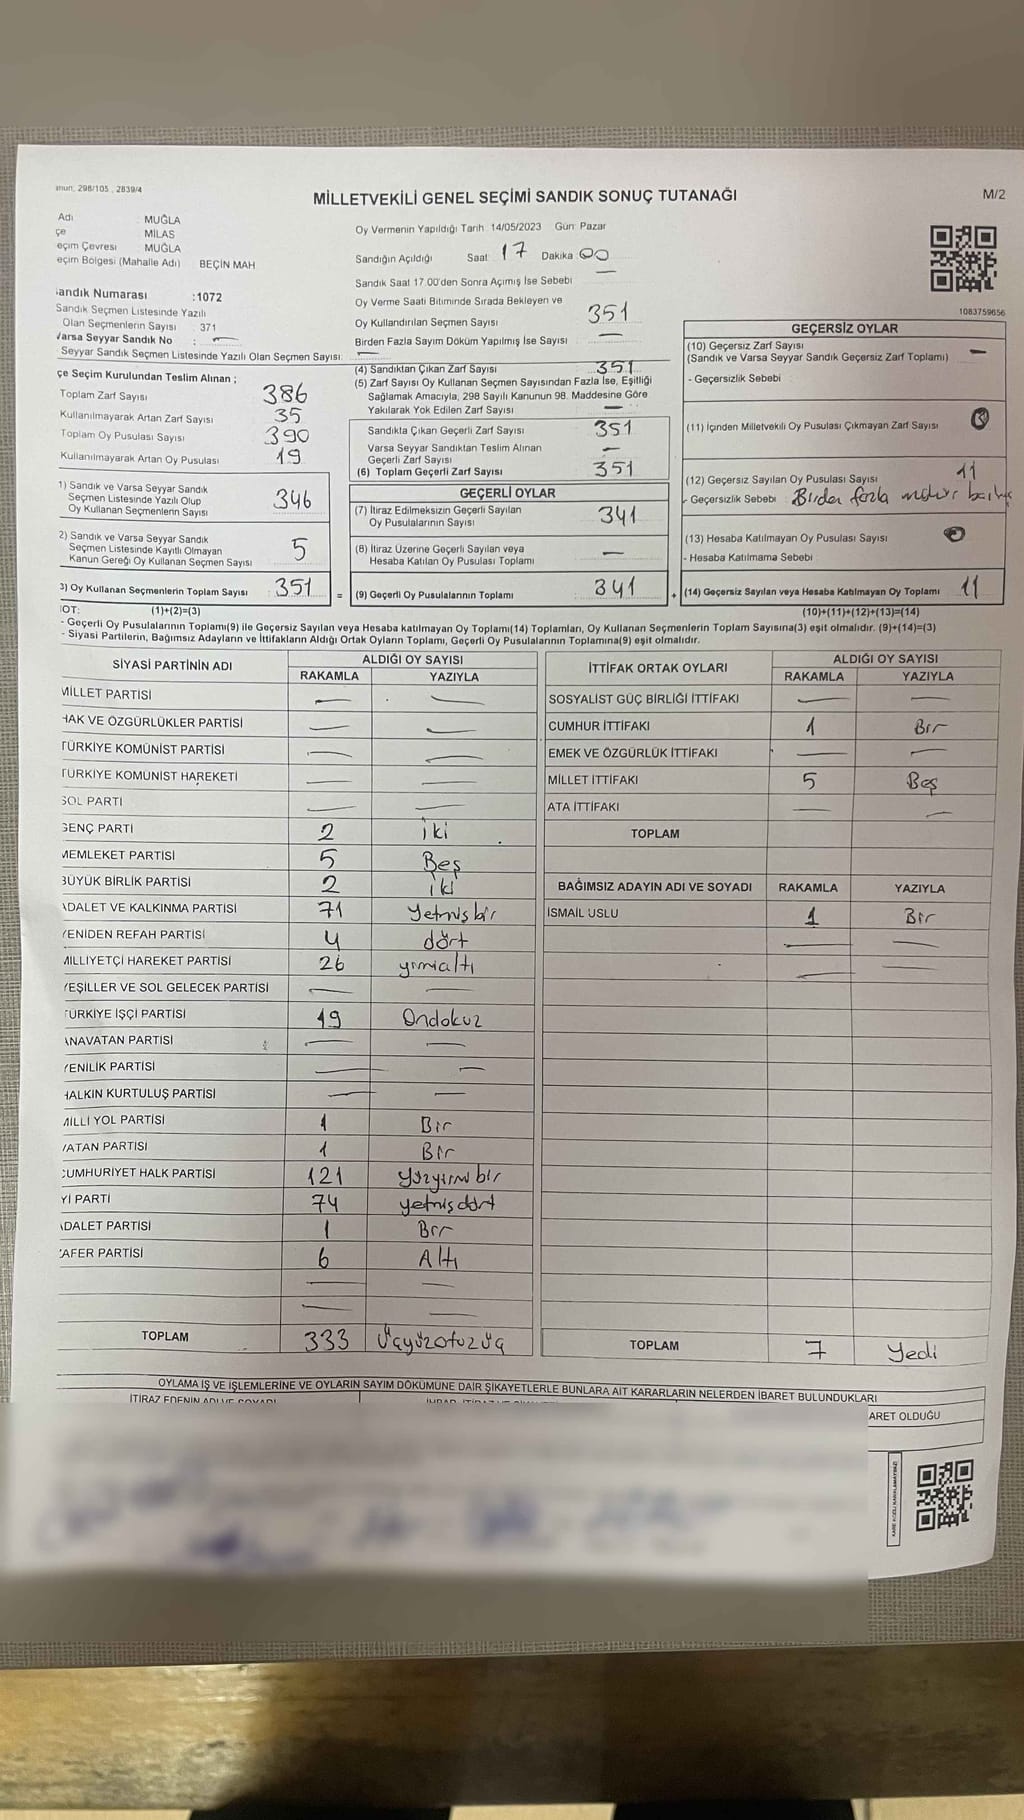 mun: 298/105 , 2839/4
MİLLETVEKİLİ GENEL SEÇİMİ SANDIK SONUÇ TUTANAĞI
M/2
Adı MUĞLA
çe MİLAS
eçim Çevresi MUĞLA
eçim Bölgesi (Mahalle Adı) BEÇİN MAH
andık Numarası :1072
Sandık Seçmen Listesinde Yazılı
Olan Seçmenlerin Sayısı 371
Varsa Seyyar Sandık No : —
Seyyar Sandık Seçmen Listesinde Yazılı Olan Seçmen Sayısı: —
çe Seçim Kurulundan Teslim Alınan ;
Toplam Zarf Sayısı 386
Kullanılmayarak Artan Zarf Sayısı 35
Toplam Oy Pusulası Sayısı 390
Kullanılmayarak Artan Oy Pusulası 19
1) Sandık ve Varsa Seyyar Sandık
Seçmen Listesinde Yazılı Olup
Oy Kullanan Seçmenlerin Sayısı 346
2) Sandık ve Varsa Seyyar Sandık
Seçmen Listesinde Kayıtlı Olmayan
Kanun Gereği Oy Kullanan Seçmen Sayısı 5
3) Oy Kullanan Seçmenlerin Toplam Sayısı 351 =
Oy Vermenin Yapıldığı Tarih 14/05/2023 Gün: Pazar
Sandığın Açıldığı Saat 17 Dakika 00
Sandık Saat 17.00'den Sonra Açımış İse Sebebi —
Oy Verme Saati Bitiminde Sırada Bekleyen ve
Oy Kullandırılan Seçmen Sayısı 351
Birden Fazla Sayım Döküm Yapılmış İse Sayısı —
(4) Sandıktan Çıkan Zarf Sayısı 351
(5) Zarf Sayısı Oy Kullanan Seçmen Sayısından Fazla İse, Eşitliği
Sağlamak Amacıyla, 298 Sayılı Kanunun 98. Maddesine Göre
Yakılarak Yok Edilen Zarf Sayısı —
Sandıkta Çıkan Geçerli Zarf Sayısı 351
Varsa Seyyar Sandıktan Teslim Alınan
Geçerli Zarf Sayısı —
(6) Toplam Geçerli Zarf Sayısı 351
GEÇERLİ OYLAR
(7) İtiraz Edilmeksizin Geçerli Sayılan
Oy Pusulalarının Sayısı 341
(8) İtiraz Üzerine Geçerli Sayılan veya
Hesaba Katılan Oy Pusulası Toplamı —
(9) Geçerli Oy Pusulalarının Toplamı 341 +
1083759656
GEÇERSİZ OYLAR
(10) Geçersiz Zarf Sayısı
(Sandık ve Varsa Seyyar Sandık Geçersiz Zarf Toplamı) —
- Geçersizlik Sebebi
(11) İçinden Milletvekili Oy Pusulası Çıkmayan Zarf Sayısı
(12) Geçersiz Sayılan Oy Pusulası Sayısı 11
- Geçersizlik Sebebi Birden fazla mühür
(13) Hesaba Katılmayan Oy Pusulası Sayısı
- Hesaba Katılmama Sebebi
(14) Geçersiz Sayılan veya Hesaba Katılmayan Oy Toplamı 11
OT: (1)+(2)=(3) (10)+(11)+(12)+(13)=(14)
- Geçerli Oy Pusulalarının Toplamı(9) ile Geçersiz Sayılan veya Hesaba katılmayan Oy Toplamı(14) Toplamları, Oy Kullanan Seçmenlerin Toplam Sayısına(3) eşit olmalıdır. (9)+(14)=(3)
- Siyasi Partilerin, Bağımsız Adayların ve İttifakların Aldığı Ortak Oyların Toplamı, Geçerli Oy Pusulalarının Toplamına(9) eşit olmalıdır.
SİYASİ PARTİNİN ADI ALDIĞI OY SAYISI
RAKAMLA YAZIYLA
MİLLET PARTİSİ — —
HAK VE ÖZGÜRLÜKLER PARTİSİ — —
TÜRKİYE KOMÜNİST PARTİSİ — —
TÜRKİYE KOMÜNİST HAREKETİ — —
SOL PARTİ — —
GENÇ PARTİ 2 iki
MEMLEKET PARTİSİ 5 Beş
BÜYÜK BİRLİK PARTİSİ 2 iki
ADALET VE KALKINMA PARTİSİ 71 Yetmişbir
YENİDEN REFAH PARTİSİ 4 dört
MİLLİYETÇİ HAREKET PARTİSİ 26 yirmialtı
YEŞİLLER VE SOL GELECEK PARTİSİ — —
TÜRKİYE İŞÇİ PARTİSİ 19 Ondokuz
ANAVATAN PARTİSİ — —
YENİLİK PARTİSİ — —
HALKIN KURTULUŞ PARTİSİ — —
MİLLİ YOL PARTİSİ 1 Bir
VATAN PARTİSİ 1 Bir
CUMHURİYET HALK PARTİSİ 121 yüzyirmibir
Yİ PARTİ 74 yetmişdört
ADALET PARTİSİ 1 Bir
ZAFER PARTİSİ 6 Altı
— —
— —
TOPLAM 333 Üçyüzotuzüç
İTTİFAK ORTAK OYLARI ALDIĞI OY SAYISI
RAKAMLA YAZIYLA
SOSYALİST GÜÇ BİRLİĞİ İTTİFAKI — —
CUMHUR İTTİFAKI 1 Bir
EMEK VE ÖZGÜRLÜK İTTİFAKI — —
MİLLET İTTİFAKI 5 Beş
ATA İTTİFAKI — —
TOPLAM
BAĞIMSIZ ADAYIN ADI VE SOYADI RAKAMLA YAZIYLA
İSMAİL USLU 1 Bir
— —
— —
TOPLAM 7 Yedi
OYLAMA İŞ VE İŞLEMLERİNE VE OYLARIN SAYIM DÖKÜMÜNE DAİR ŞİKAYETLERLE BUNLARA AİT KARARLARIN NELERDEN İBARET BULUNDUKLARI
İTİRAZ EDENİN ADI VE SOYADI
ARET OLDUĞU